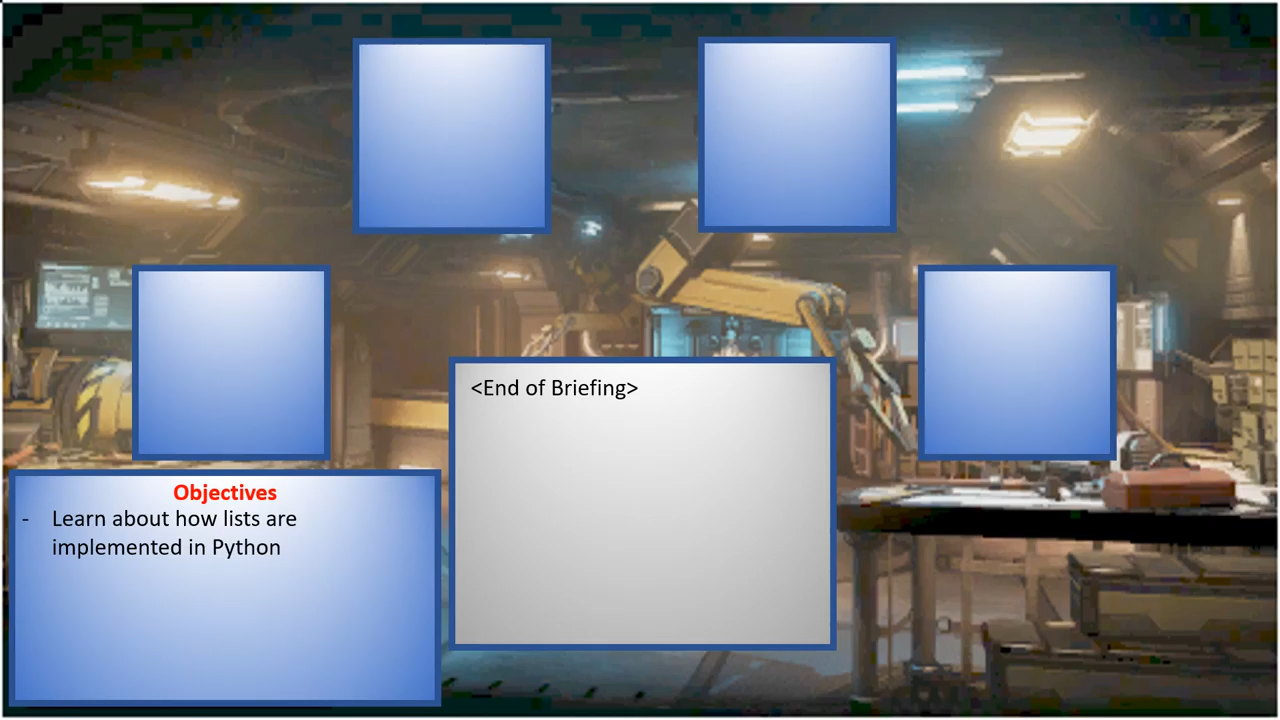 <End of Briefing>
Objectives
- Learn about how lists are
implemented in Python